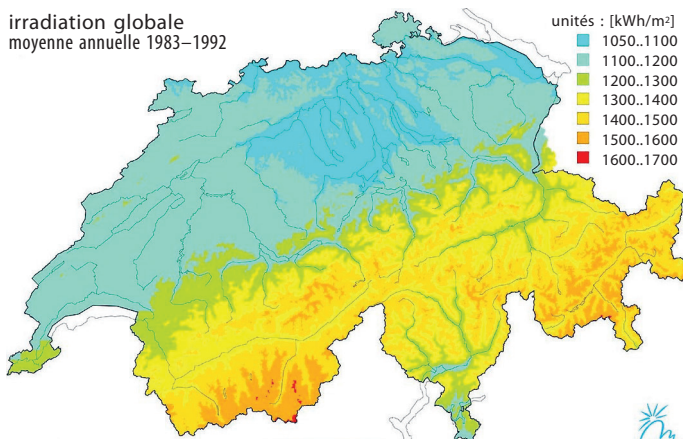 irradiation globale
moyenne annuelle 1983–1992
unités : [kWh/m²]
1050..1100
1100..1200
1200..1300
1300..1400
1400..1500
1500..1600
1600..1700